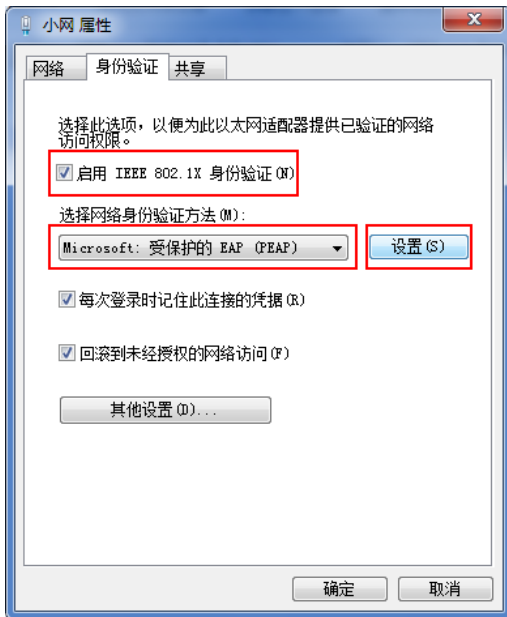 小网 属性
网络 身份验证 共享
选择此选项，以便为此以太网适配器提供已验证的网络
访问权限。
启用 IEEE 802.1X 身份验证(N)
选择网络身份验证方法(M):
Microsoft: 受保护的 EAP (PEAP) 设置(S)
每次登录时记住此连接的凭据(R)
回滚到未经授权的网络访问(F)
其他设置(D)...
确定 取消